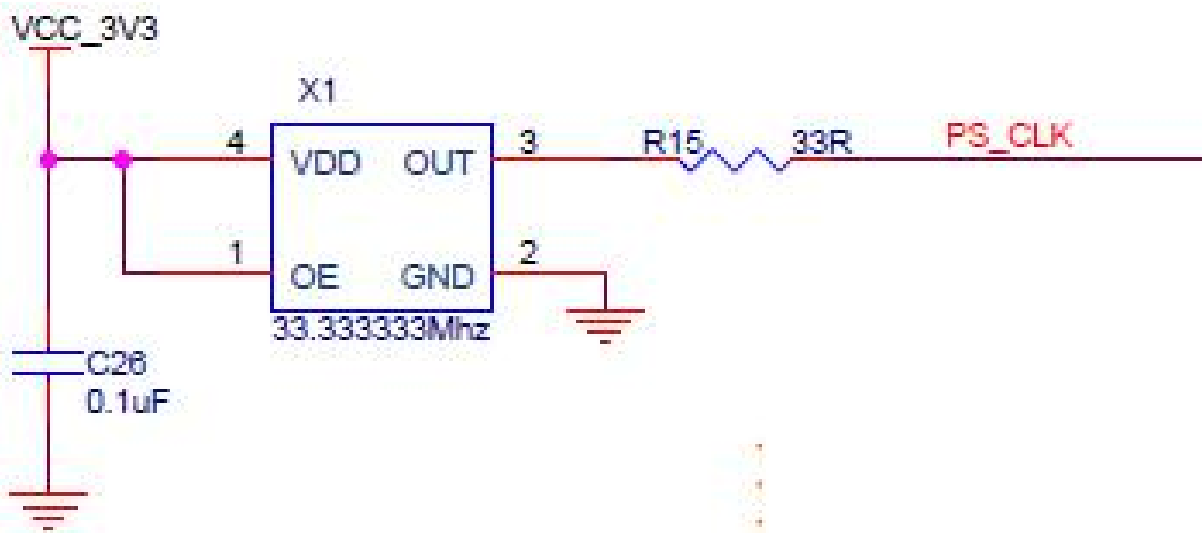 VCC_3V3
X1
4 VDD OUT 3 R15 33R PS_CLK
1 OE GND 2
33.333333Mhz
C26
0.1uF